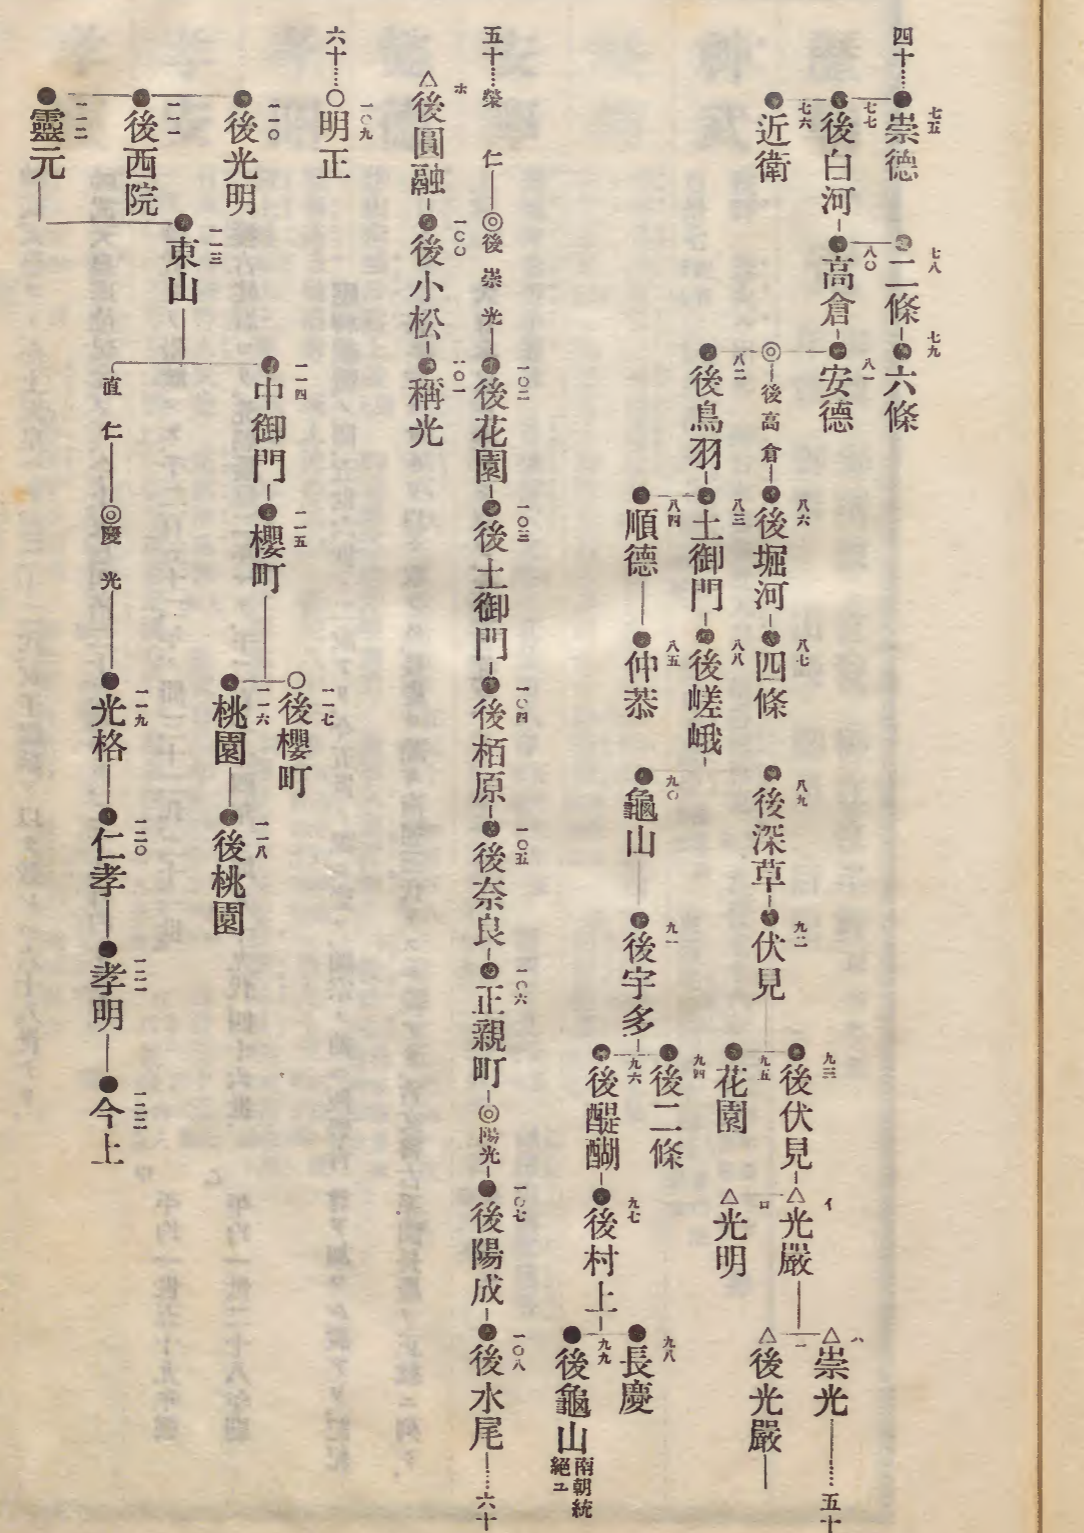 四十……
七五 崇德
七七 後白河
七六 近衛
七八 二條
七九 六條
八〇 高倉
八一 安德
◎後高倉
八二 後鳥羽
八六 後堀河
八七 四條
八三 土御門
八八 後嵯峨
八四 順德
八五 仲恭
八九 後深草
九二 伏見
九〇 龜山
九一 後宇多
九三 後伏見
九五 花園
九四 後二條
九六 後醍醐
イ △光嚴
ロ △光明
九七 後村上
ハ △崇光……五十
ニ △後光嚴
九八 長慶
九九 後龜山 南朝統絕ユ
五十……榮仁
◎後崇光
一〇二 後花園
一〇三 後土御門
一〇四 後柏原
一〇五 後奈良
一〇六 正親町
◎陽光
一〇七 後陽成
一〇八 後水尾……六十
ホ △後圓融
一〇〇 後小松
一〇一 稱光
六十……
一〇九 ○明正
一一〇 後光明
一一一 後西院
一一二 靈元
一一三 東山
一一四 中御門
一一五 櫻町
一一七 ○後櫻町
一一六 桃園
一一八 後桃園
直仁
◎慶光
一一九 光格
一二〇 仁孝
一二一 孝明
一二二 今上